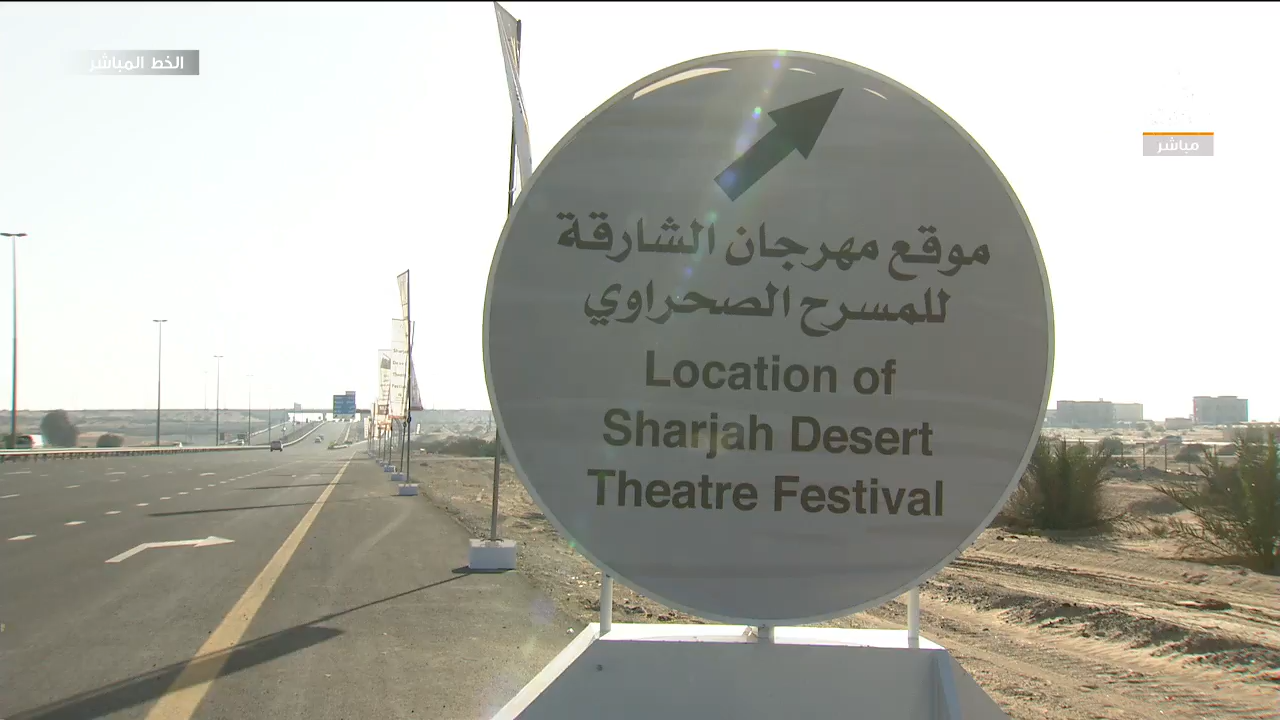 الخط المباشر
مباشر
موقع مهرجان الشارقة
للمسرح الصحراوي
Location of
Sharjah Desert
Theatre Festival